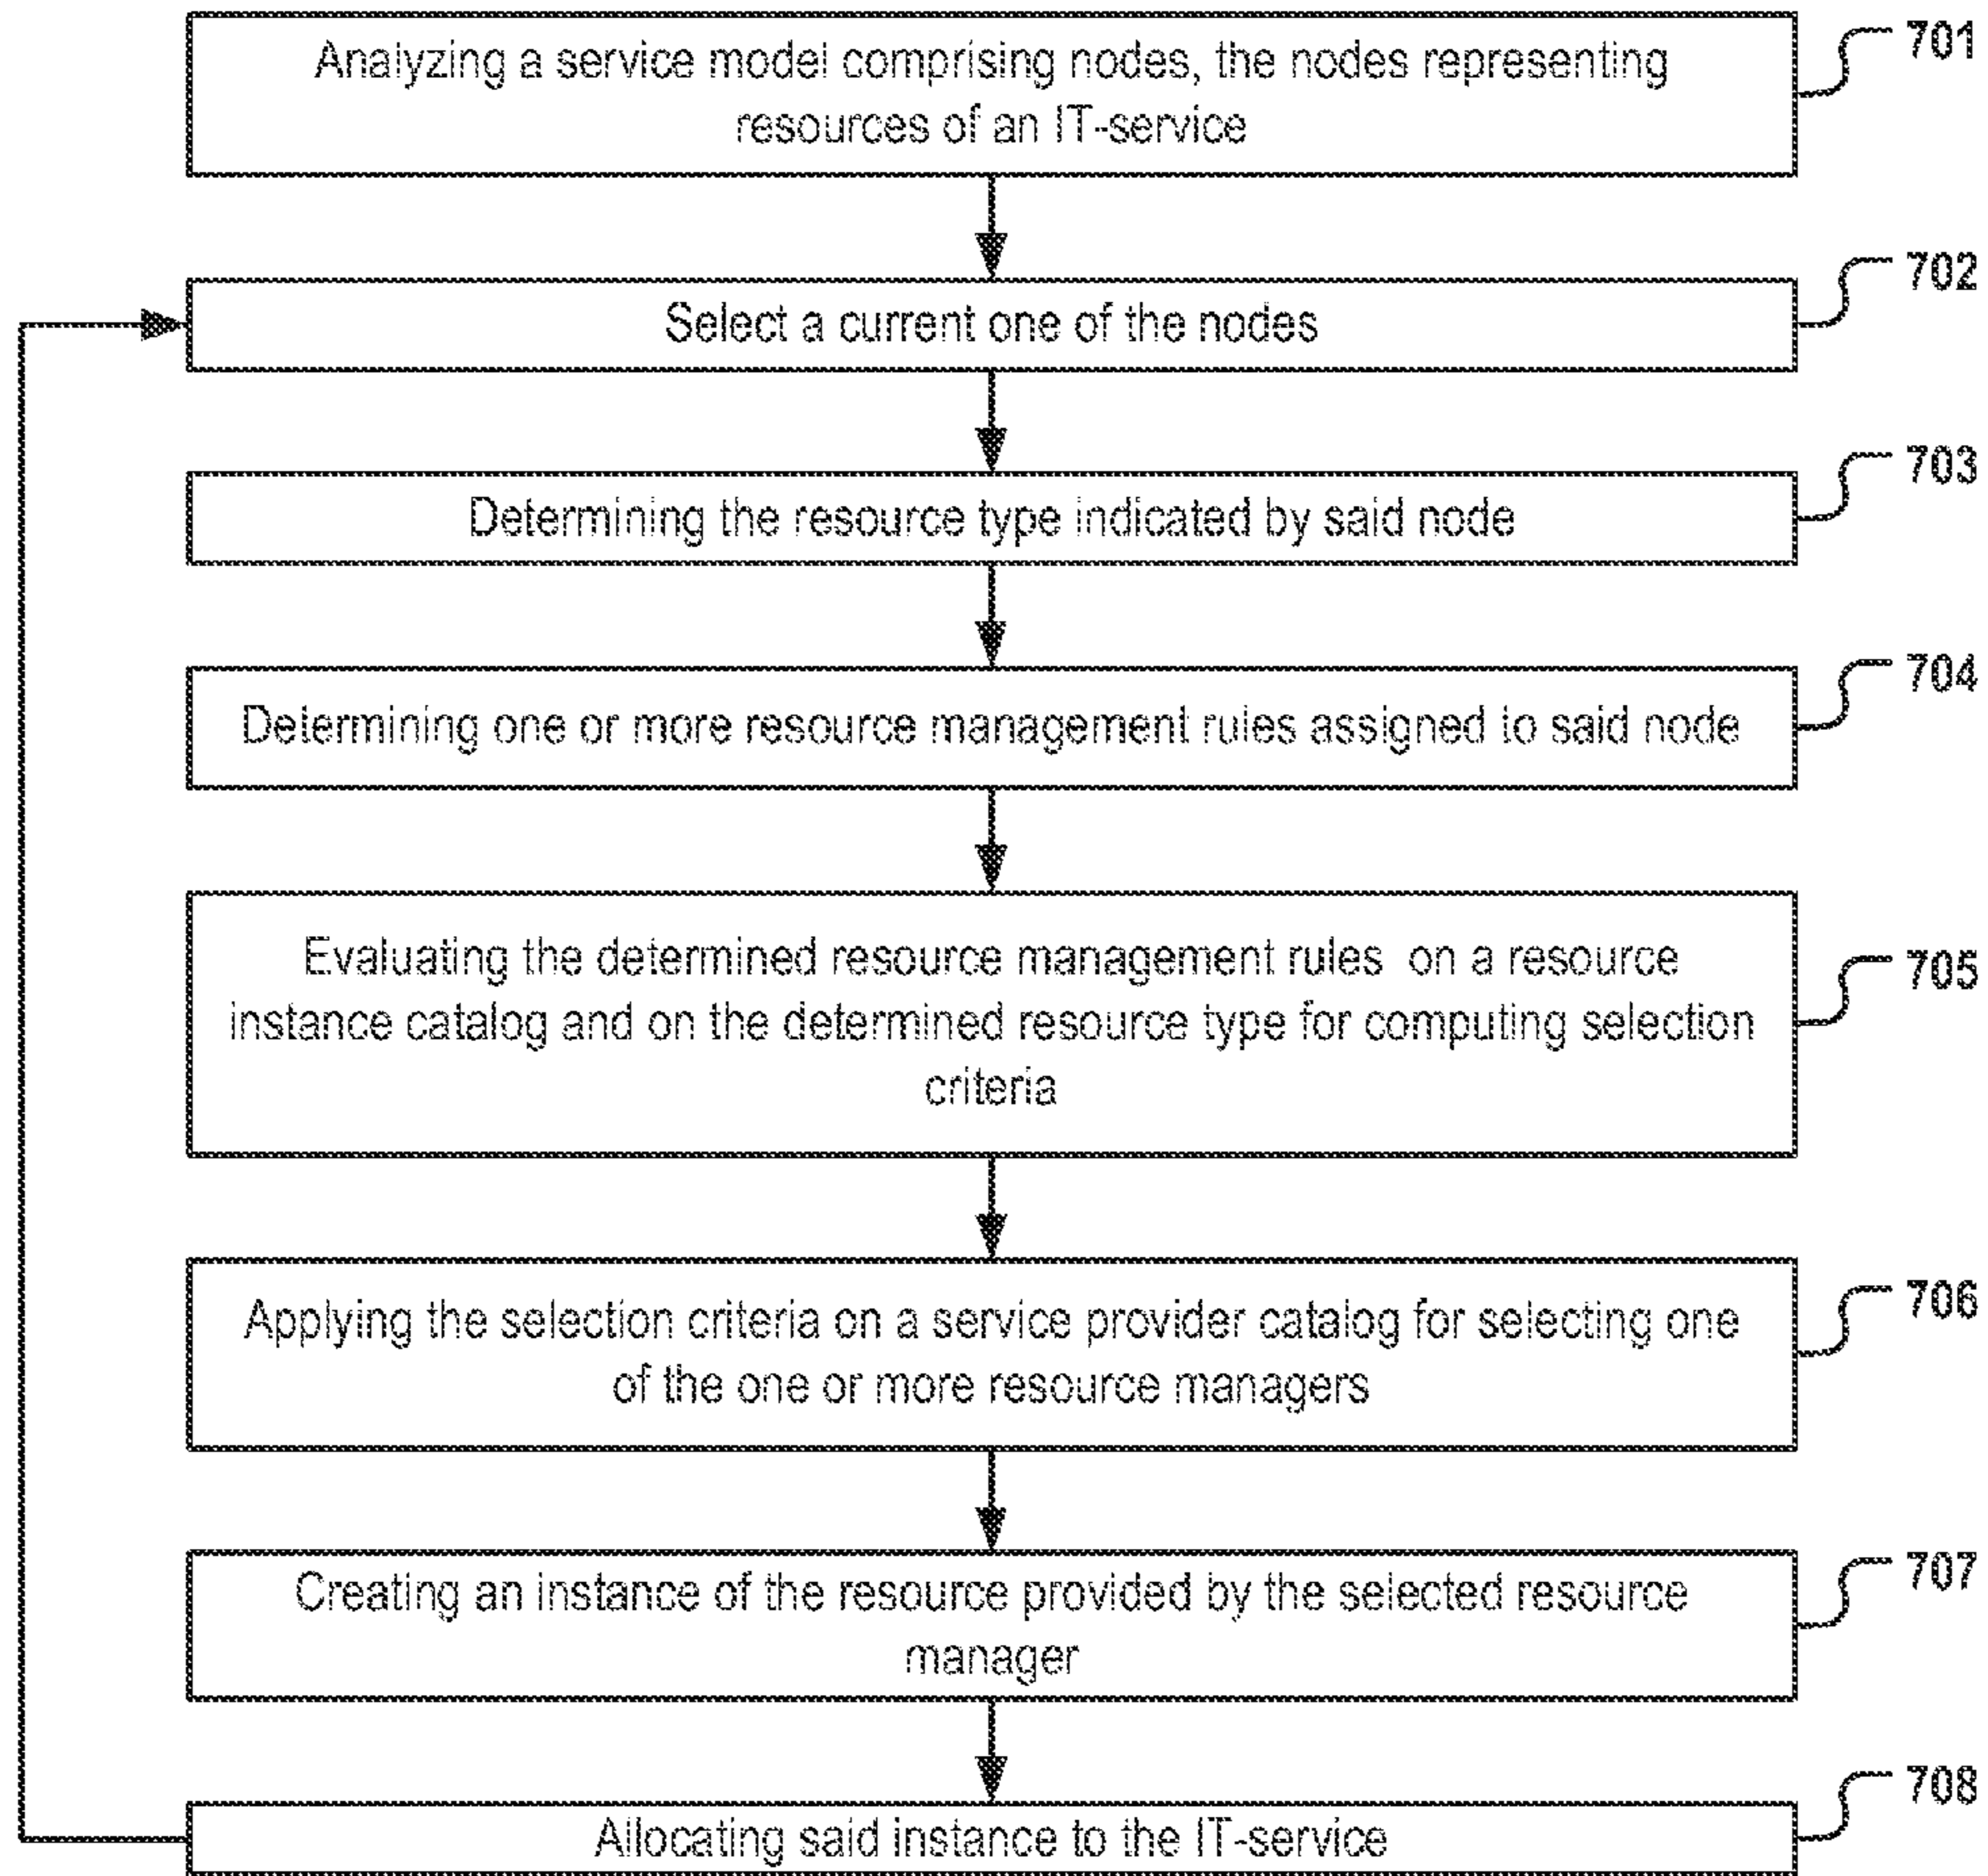 Analyzing a service model comprising nodes, the nodes representing
resources of an IT-service
701
Select a current one of the nodes
702
Determining the resource type indicated by said node
703
Determining one or more resource management rules assigned to said node
704
Evaluating the determined resource management rules on a resource
instance catalog and on the determined resource type for computing selection
criteria
705
Applying the selection criteria on a service provider catalog for selecting one
of the one or more resource managers
706
Creating an instance of the resource provided by the selected resource
manager
707
Allocating said instance to the IT-service
708